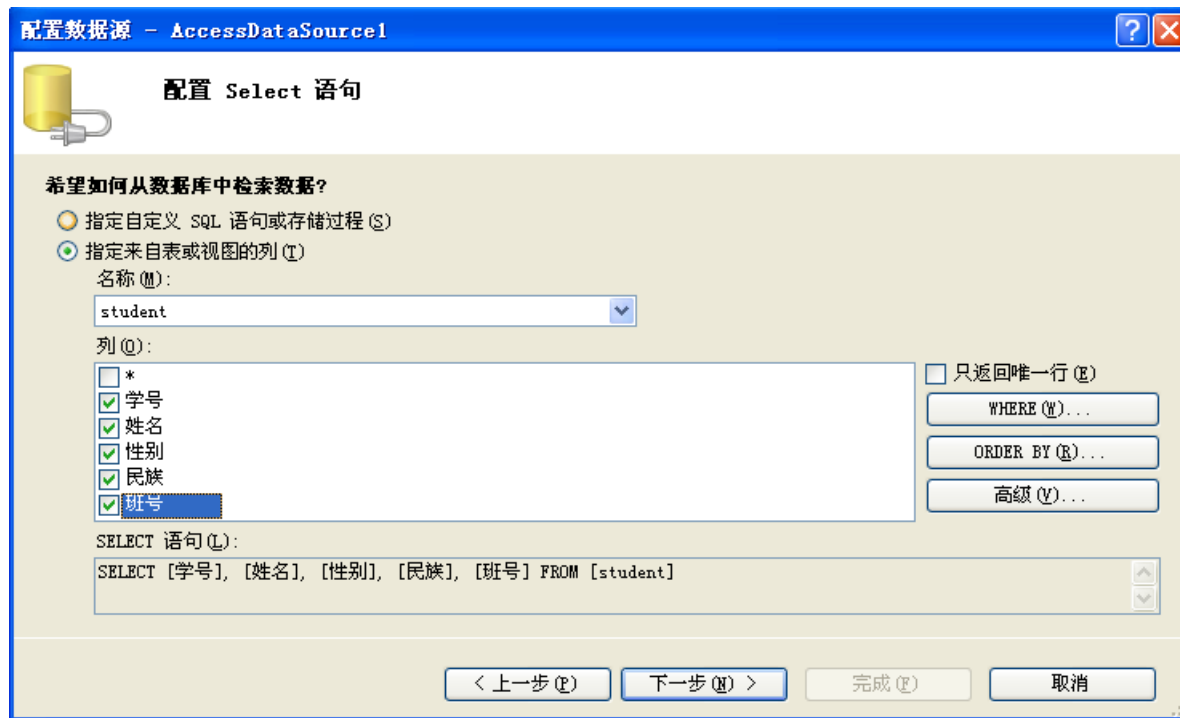 配置数据源 - AccessDataSource1
配置 Select 语句
希望如何从数据库中检索数据?
指定自定义 SQL 语句或存储过程(S)
指定来自表或视图的列(T)
名称(M):
student
列(O):
*
学号
姓名
性别
民族
班号
只返回唯一行(E)
WHERE(W)...
ORDER BY(R)...
高级(V)...
SELECT 语句(L):
SELECT [学号], [姓名], [性别], [民族], [班号] FROM [student]
< 上一步(P)
下一步(N) >
完成(F)
取消